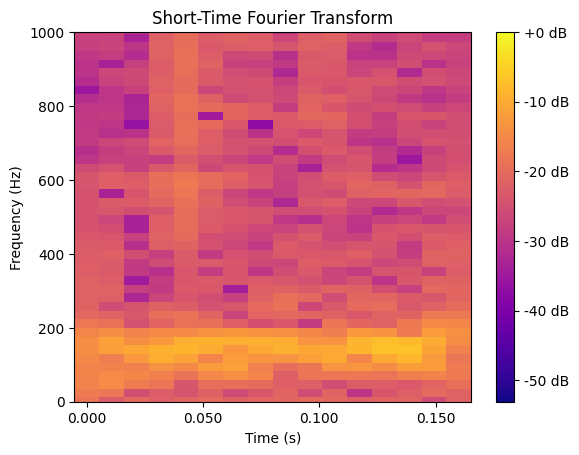 Short-Time Fourier Transform
1000
800
600
400
200
0
Frequency (Hz)
0.000
0.050
0.100
0.150
Time (s)
+0 dB
-10 dB
-20 dB
-30 dB
-40 dB
-50 dB